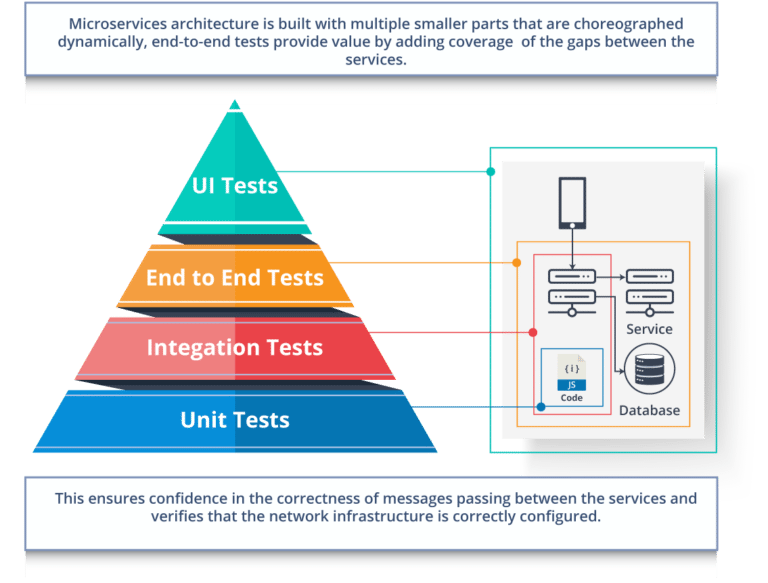 Microservices architecture is built with multiple smaller parts that are choreographed
dynamically, end-to-end tests provide value by adding coverage of the gaps between the
services.
UI Tests
End to End Tests
Integation Tests
Unit Tests
Service
{i}
JS
Code
Database
This ensures confidence in the correctness of messages passing between the services and
verifies that the network infrastructure is correctly configured.